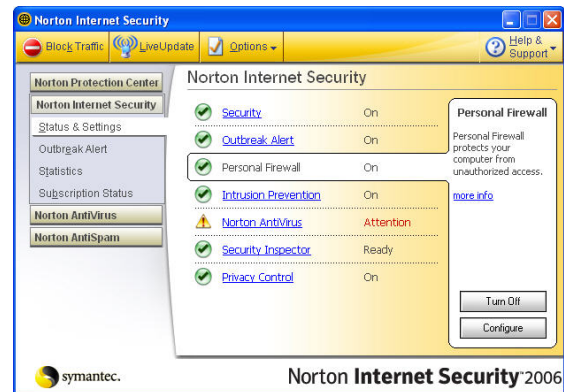 Norton Internet Security
Block Traffic LiveUpdate Options Help & Support
Norton Protection Center
Norton Internet Security
Status & Settings
Outbreak Alert
Statistics
Subscription Status
Norton AntiVirus
Norton AntiSpam
Norton Internet Security
Security On
Outbreak Alert On
Personal Firewall On
Intrusion Prevention On
Norton AntiVirus Attention
Security Inspector Ready
Privacy Control On
Personal Firewall
Personal Firewall
protects your
computer from
unauthorized access.
more info
Turn Off
Configure
symantec.
Norton Internet Security™2006